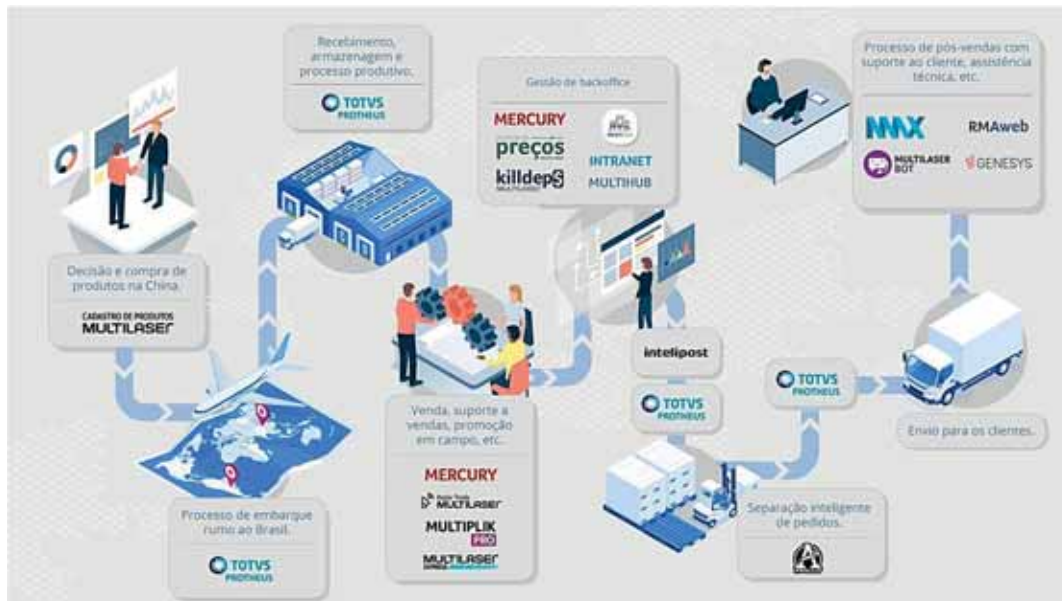 Decisão e compra de
produtos na China.
CADASTRO DE PRODUTOS
MULTILASER
Processo de embarque
rumo ao Brasil.
TOTVS
PROTHEUS
Recebimento,
armazenagem e
processo produtivo.
TOTVS
PROTHEUS
Venda, suporte a
vendas, promoção
em campo, etc.
MERCURY
MULTILASER
MULTIPLIK
PRO
MULTILASER
Gestão de backoffice
MERCURY
preços
killdepS
MULTILASER
INTRANET
MULTIHUB
intelipost
TOTVS
PROTHEUS
Separação inteligente
de pedidos.
TOTVS
PROTHEUS
Envio para os clientes.
Processo de pós-vendas com
suporte ao cliente, assistência
técnica, etc.
MAX
RMAweb
MULTILASER
BOT
GENESYS